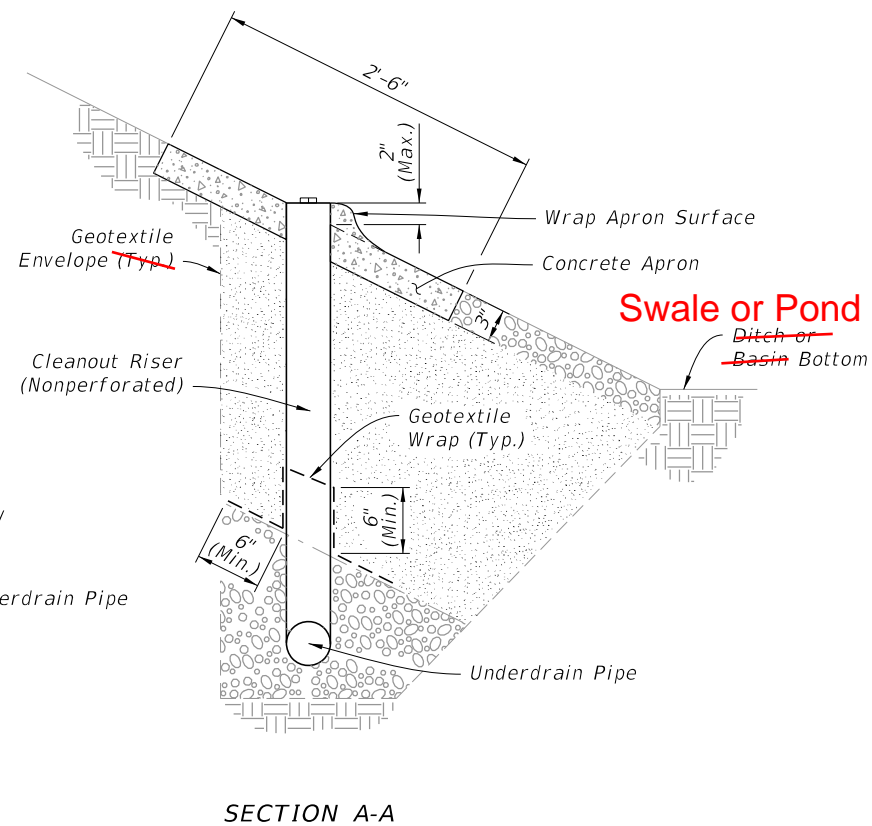 2'-6"
2"
(Max.)
Wrap Apron Surface
Geotextile
Envelope (Typ.)
Concrete Apron
3"
Swale or Pond
Ditch or
Basin Bottom
Cleanout Riser
(Nonperforated)
Geotextile
Wrap (Typ.)
6"
(Min.)
6"
(Min.)
erdrain Pipe
Underdrain Pipe
SECTION A-A